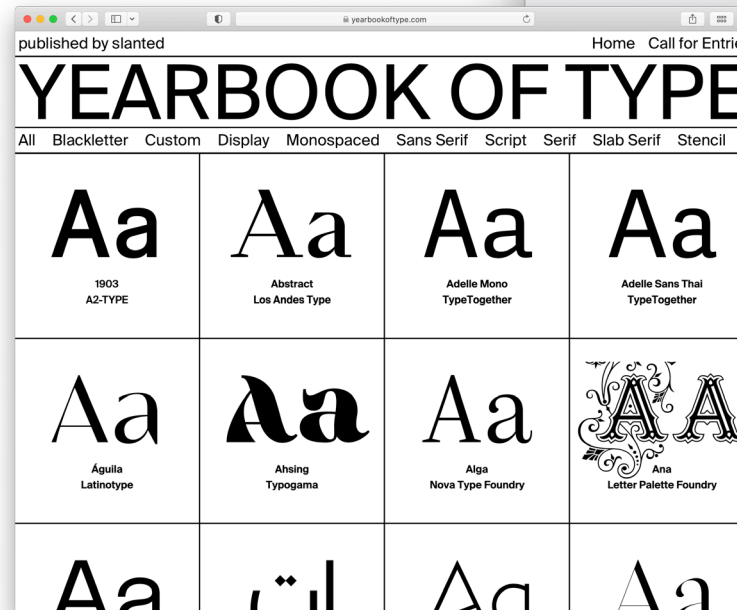 yearbookoftype.com
published by slanted
Home Call for Entrie
YEARBOOK OF TYPE
All Blackletter Custom Display Monospaced Sans Serif Script Serif Slab Serif Stencil
Aa Aa Aa Aa
1903 Abstract Adelle Mono Adelle Sans Thai
A2-TYPE Los Andes Type TypeTogether TypeTogether
Aa Aa Aa A A
Águila Ahsing Alga Ana
Latinotype Typogama Nova Type Foundry Letter Palette Foundry
Aa Aa Aa